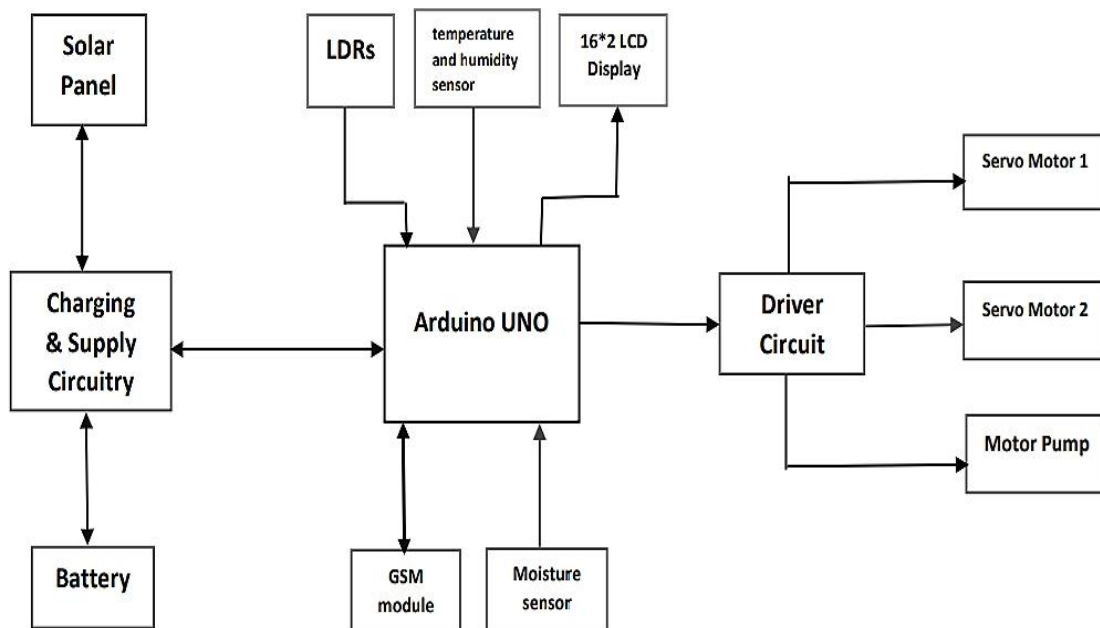 Solar
Panel
LDRs
temperature
and humidity
sensor
16*2 LCD
Display
Servo Motor 1
Charging
& Supply
Circuitry
Arduino UNO
Driver
Circuit
Servo Motor 2
Motor Pump
Battery
GSM
module
Moisture
sensor